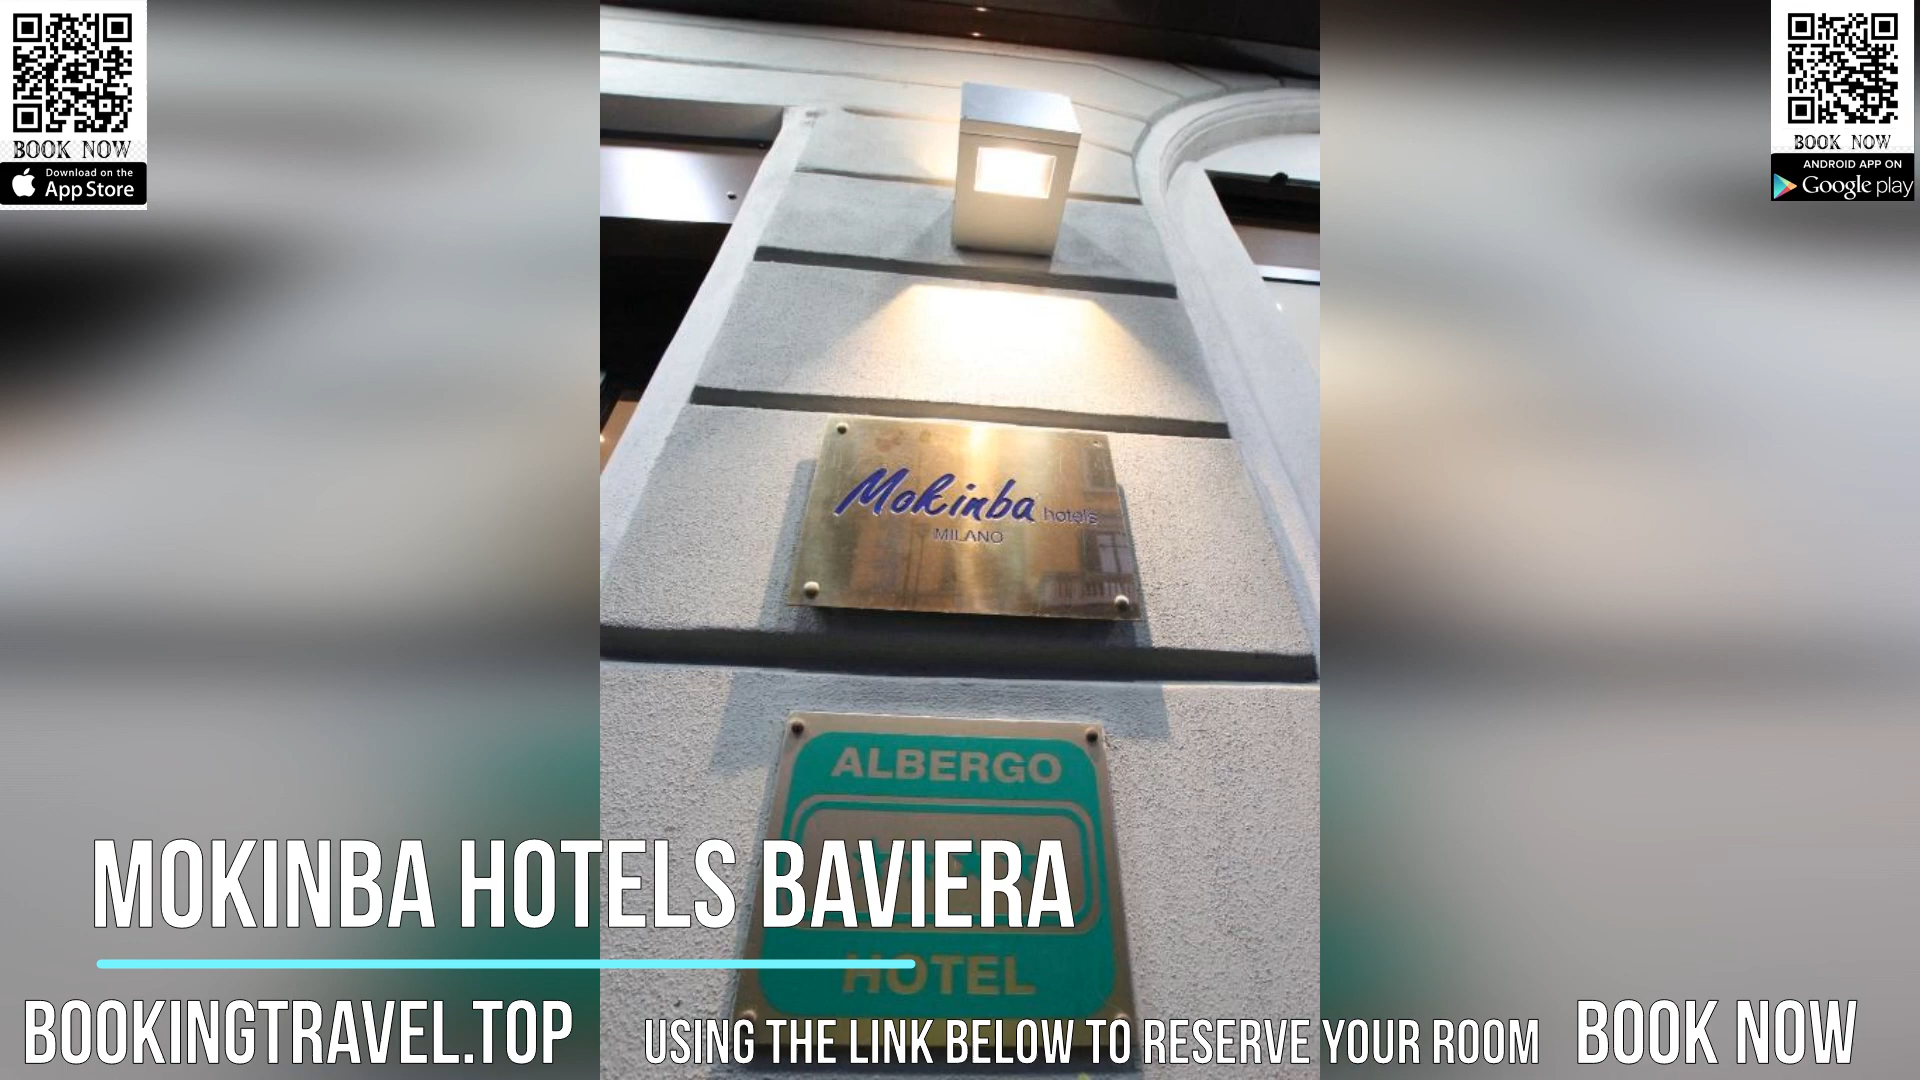 BOOK NOW
Download on the
App Store
BOOK NOW
ANDROID APP ON
Google play
Mokinba hotels
MILANO
ALBERGO
HOTEL
MOKINBA HOTELS BAVIERA
BOOKINGTRAVEL.TOP
USING THE LINK BELOW TO RESERVE YOUR ROOM
BOOK NOW